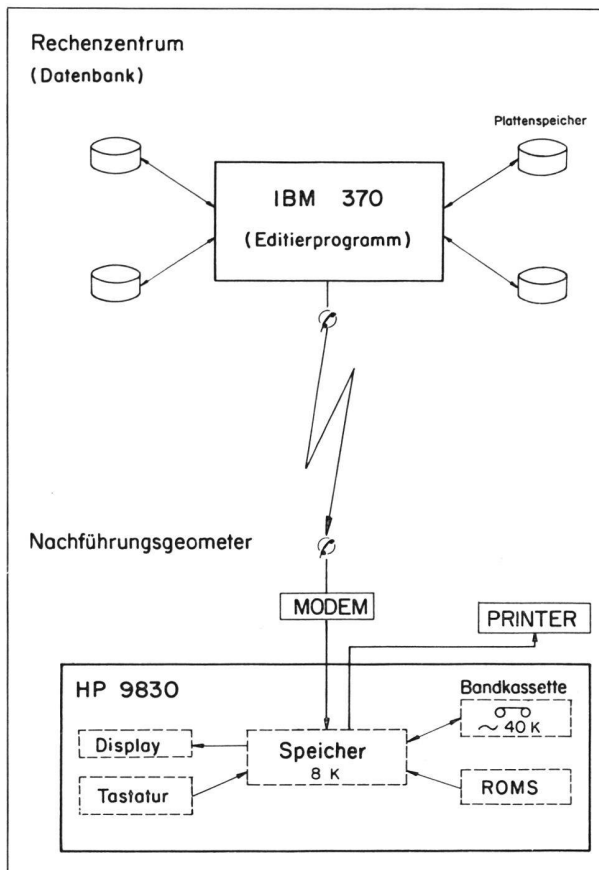 Rechenzentrum
(Datenbank)
Plattenspeicher
IBM 370
(Editierprogramm)
Nachführungsgeometer
MODEM
PRINTER
HP 9830
Bandkassette
~ 40 K
Display
Speicher
8 K
Tastatur
ROMS